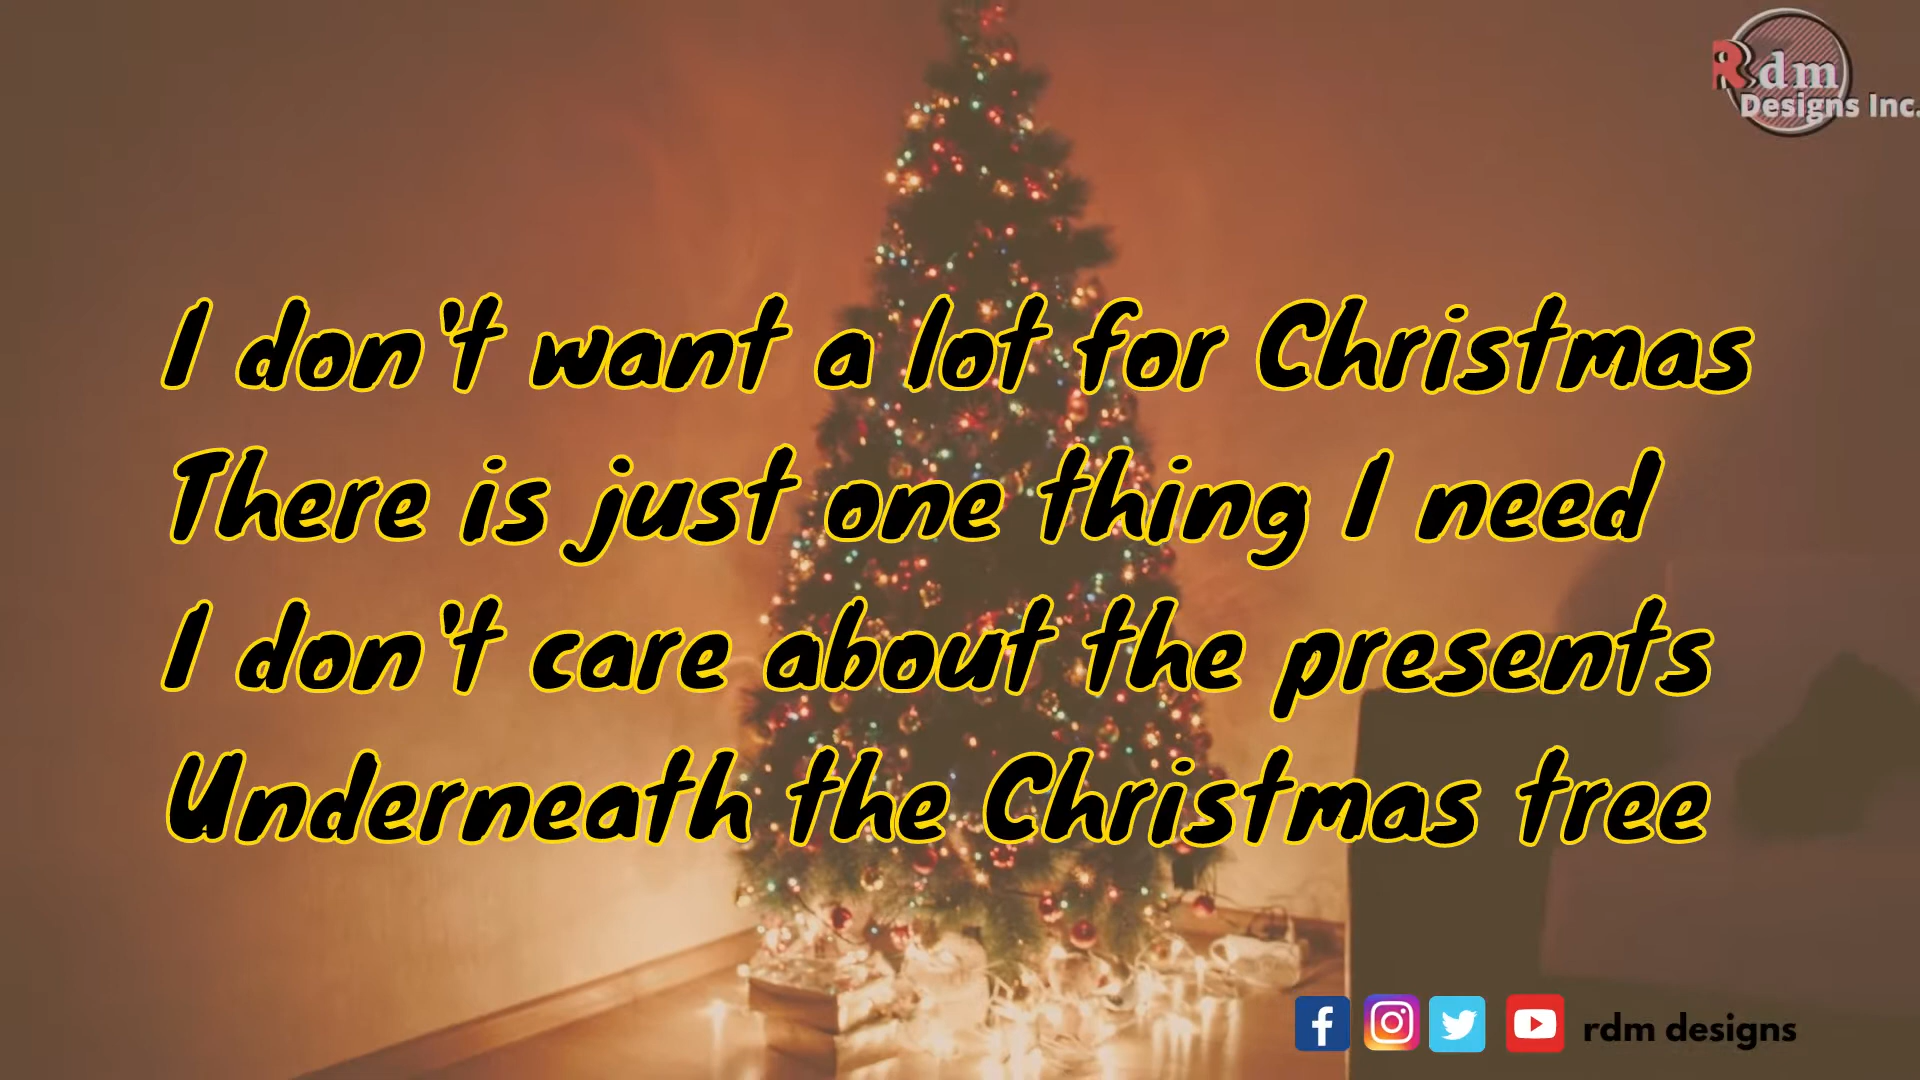 Rdm
Designs Inc.
I don't want a lot for Christmas
There is just one thing I need
I don't care about the presents
Underneath the Christmas tree
rdm designs